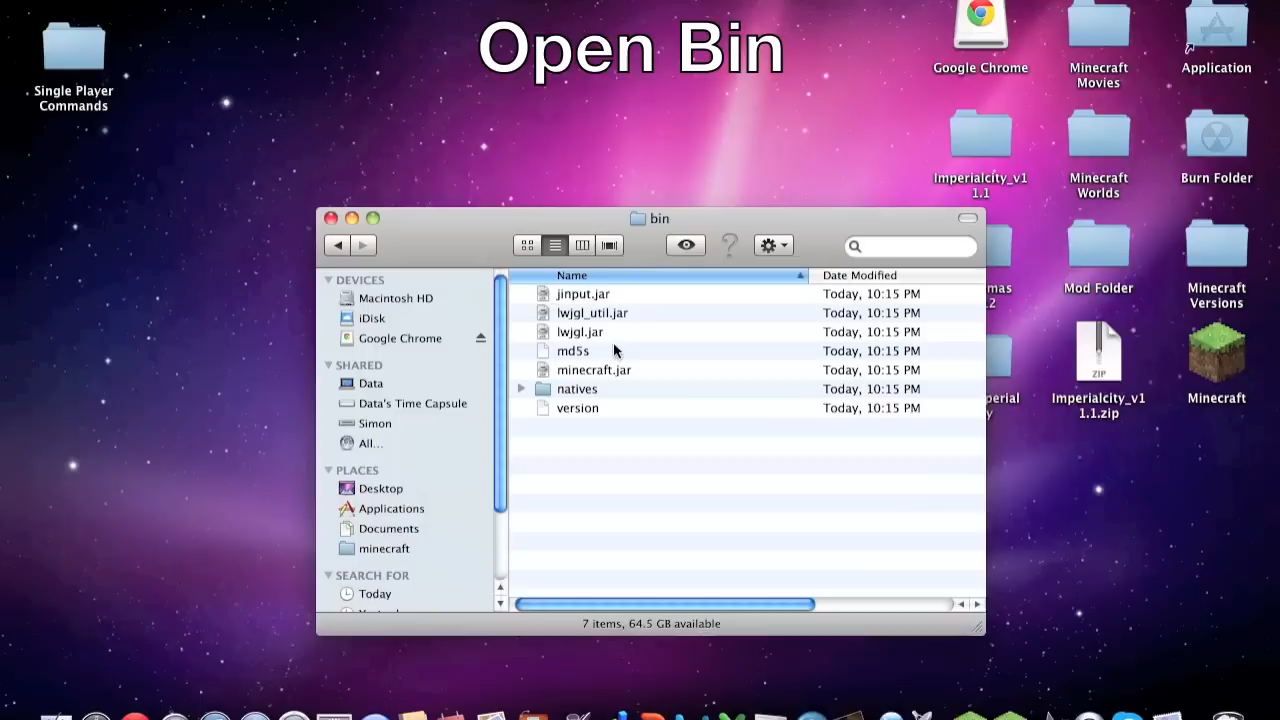 Open Bin
Single Player
Commands
Google Chrome
Minecraft
Movies
Application
Imperialcity_v1
1.1
Minecraft
Worlds
Burn Folder
mas
.2
Mod Folder
Minecraft
Versions
perial
y
Imperialcity_v1
1.1.zip
ZIP
Minecraft
bin
Name
Date Modified
jinput.jar
Today, 10:15 PM
lwjgl_util.jar
Today, 10:15 PM
lwjgl.jar
Today, 10:15 PM
md5s
Today, 10:15 PM
minecraft.jar
Today, 10:15 PM
natives
Today, 10:15 PM
version
Today, 10:15 PM
DEVICES
Macintosh HD
iDisk
Google Chrome
SHARED
Data
Data's Time Capsule
Simon
All...
PLACES
Desktop
Applications
Documents
minecraft
SEARCH FOR
Today
7 items, 64.5 GB available